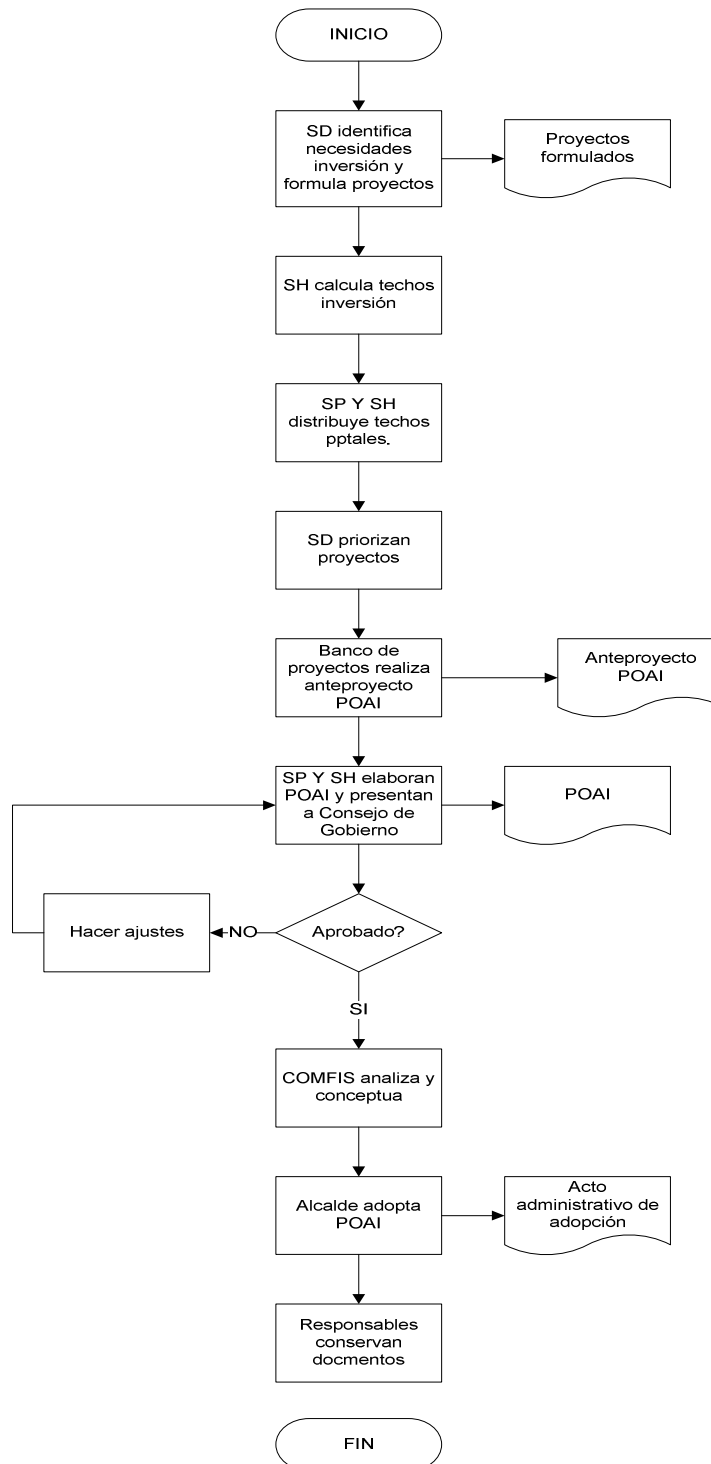 INICIO
SD identifica
necesidades
inversión y
formula proyectos
Proyectos
formulados
SH calcula techos
inversión
SP Y SH
distribuye techos
pptales.
SD priorizan
proyectos
Banco de
proyectos realiza
anteproyecto
POAI
Anteproyecto
POAI
SP Y SH elaboran
POAI y presentan
a Consejo de
Gobierno
POAI
Hacer ajustes
NO
Aprobado?
SI
COMFIS analiza y
conceptua
Alcalde adopta
POAI
Acto
administrativo de
adopción
Responsables
conservan
docmentos
FIN